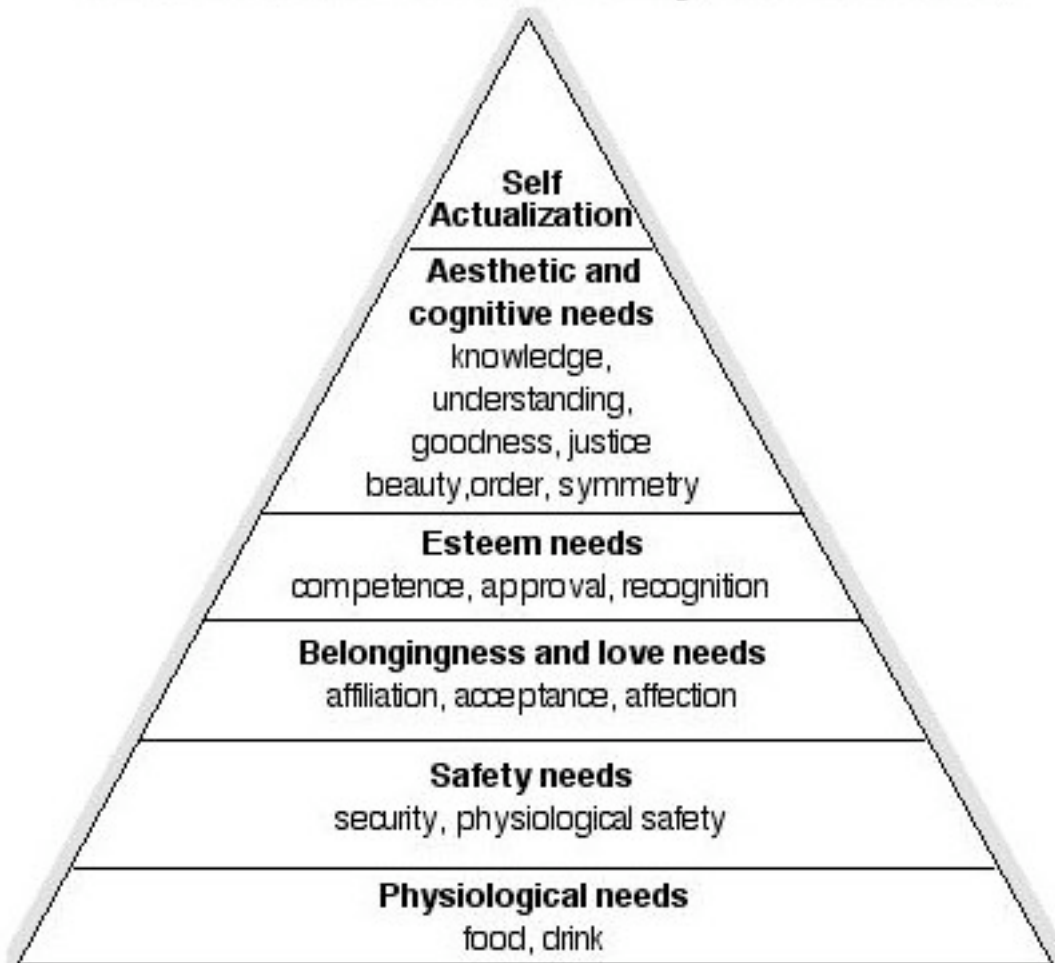 Self
Actualization
Aesthetic and
cognitive needs
knowledge,
understanding,
goodness, justice
beauty,order, symmetry
Esteem needs
competence, approval, recognition
Belongingness and love needs
affiliation, acceptance, affection
Safety needs
security, physiological safety
Physiological needs
food, drink